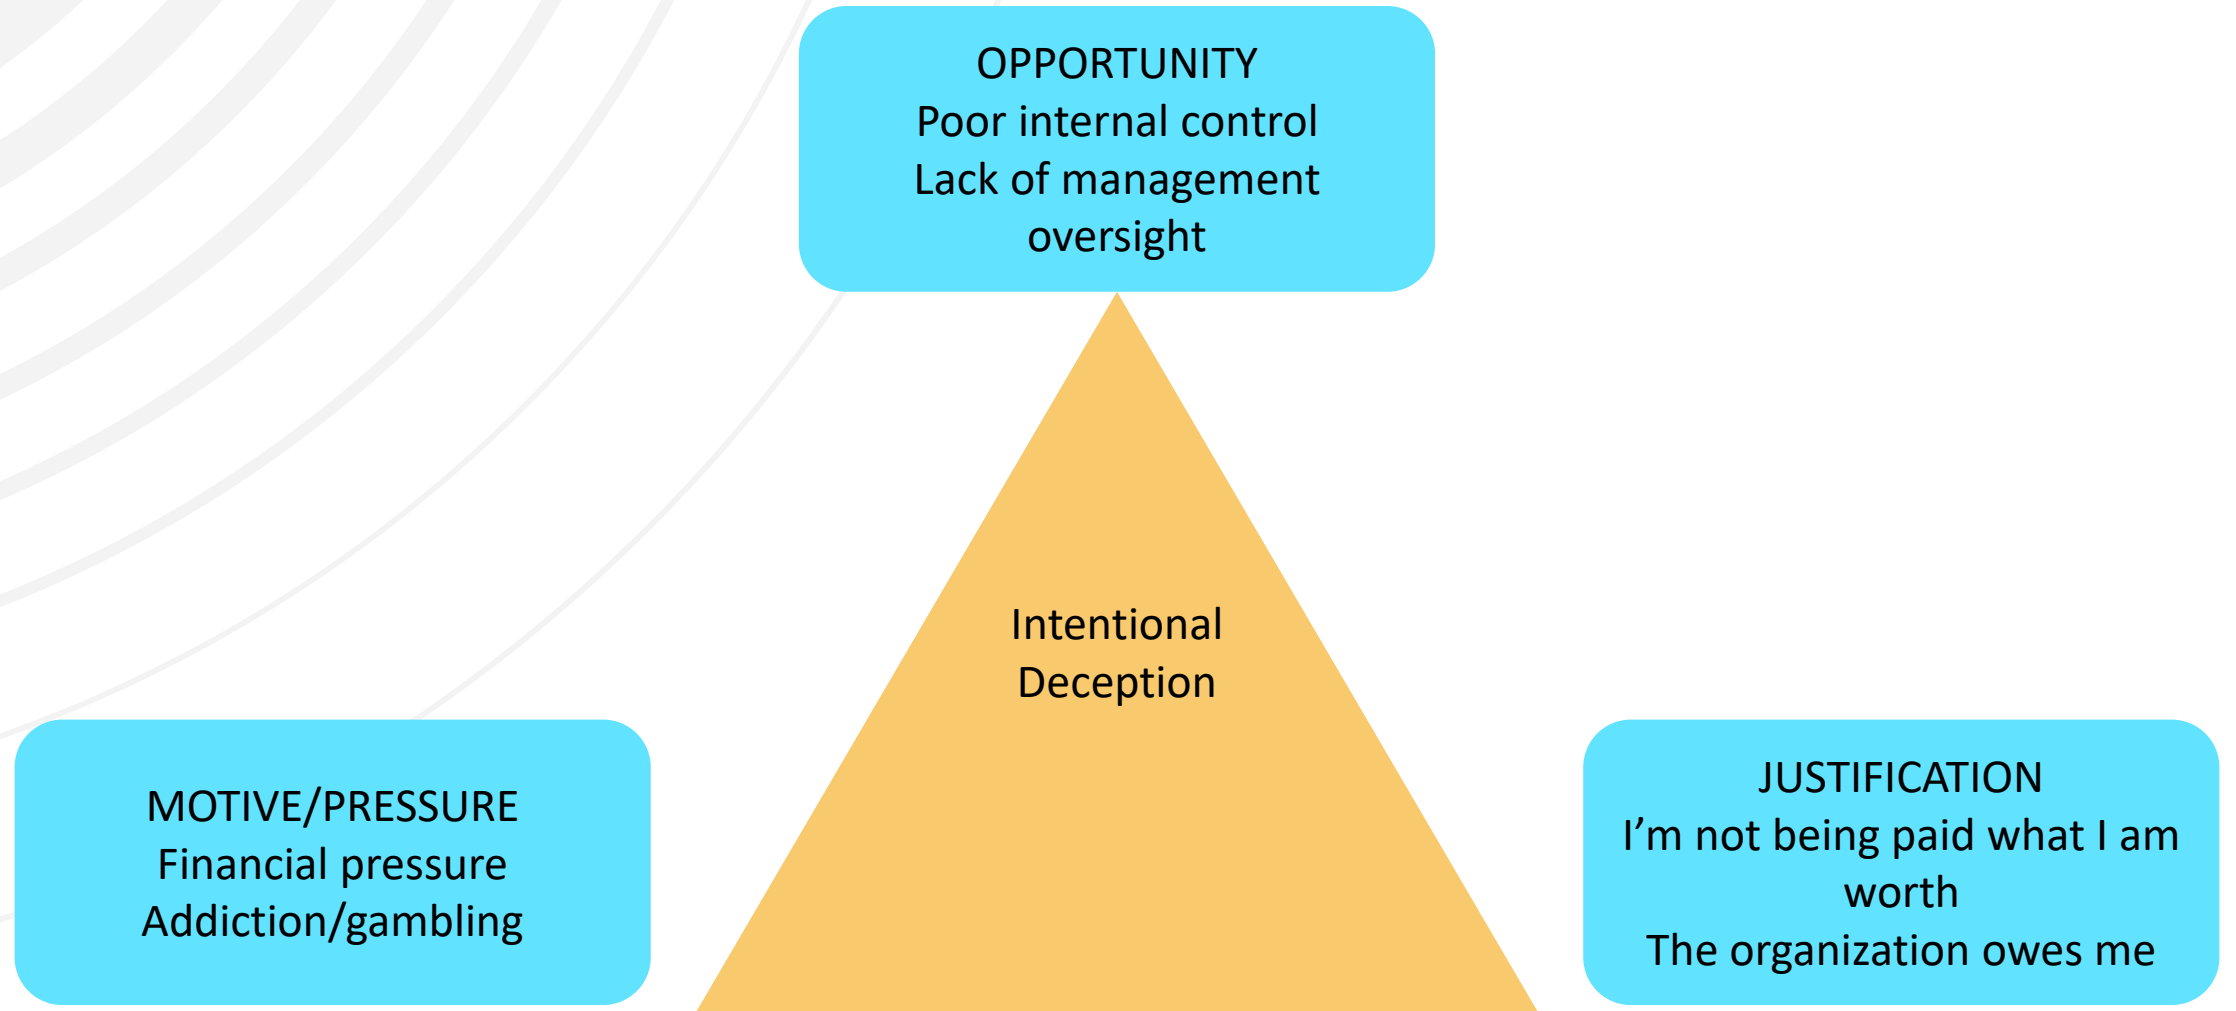 OPPORTUNITY
Poor internal control
Lack of management
oversight
Intentional
Deception
MOTIVE/PRESSURE
Financial pressure
Addiction/gambling
JUSTIFICATION
I’m not being paid what I am
worth
The organization owes me